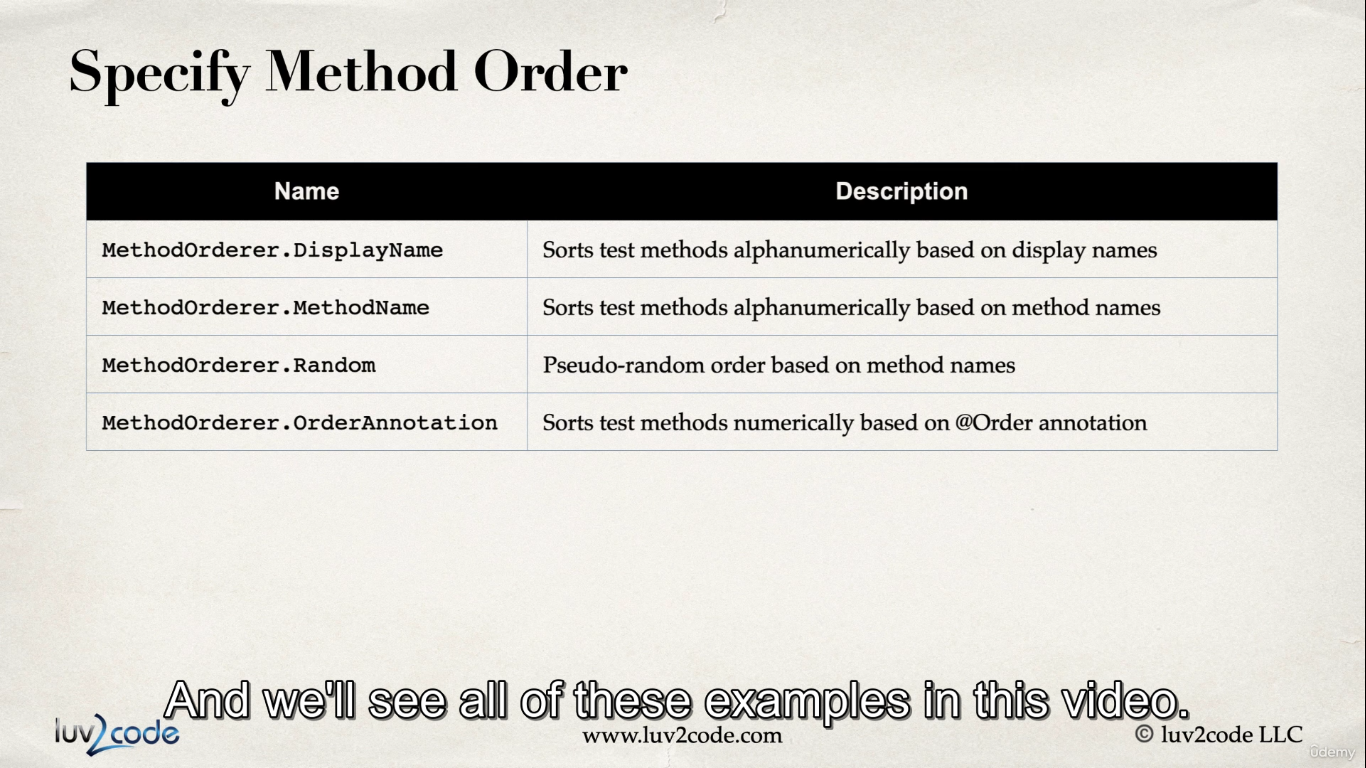 Specify Method Order
Name Description
MethodOrderer.DisplayName Sorts test methods alphanumerically based on display names
MethodOrderer.MethodName Sorts test methods alphanumerically based on method names
MethodOrderer.Random Pseudo-random order based on method names
MethodOrderer.OrderAnnotation Sorts test methods numerically based on @Order annotation
And we'll see all of these examples in this video.
luv2code www.luv2code.com © luv2code LLC
ûdemy